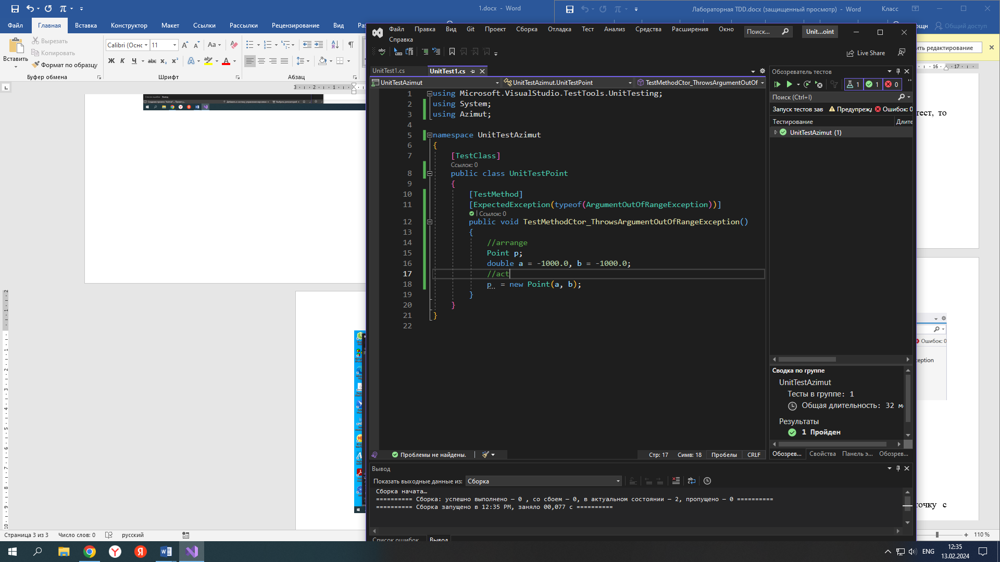 1.docx - Word
Лабораторная TDD.docx (защищенный просмотр) - Word
Класс
Файл
Главная
Вставка
Конструктор
Макет
Ссылки
Рассылки
Рецензирование
Вид
Общий доступ
Вставить
Вырезать
Копировать
Формат по образцу
Буфер обмена
Calibri (Оснс
11
Шрифт
Абзац
ить редактирование
Файл
Правка
Вид
Git
Проект
Сборка
Отладка
Тест
Анализ
Средства
Расширения
Окно
Справка
Поиск...
Unit...oint
Live Share
UnitTest1.cs
UnitTest1.cs
UnitTestAzimut
UnitTestAzimut.UnitTestPoint
TestMethodCtor_ThrowsArgumentOutOf
1 using Microsoft.VisualStudio.TestTools.UnitTesting;
2 using System;
3 using Azimut;
4
5 namespace UnitTestAzimut
6 {
7 [TestClass]
Ссылок: 0
8 public class UnitTestPoint
9 {
10 [TestMethod]
11 [ExpectedException(typeof(ArgumentOutOfRangeException))]
| Ссылок: 0
12 public void TestMethodCtor_ThrowsArgumentOutOfRangeException()
13 {
14 //arrange
15 Point p;
16 double a = -1000.0, b = -1000.0;
17 //act
18 p = new Point(a, b);
19 }
20 }
21 }
22
Проблемы не найдены.
Стр: 17
Симв: 18
Пробелы
CRLF
Обозреватель тестов
1
1
0
Поиск (Ctrl+I)
Запуск тестов зав
Предупрежд
Ошибок: 0
Тестирование
Длите
UnitTestAzimut (1)
Сводка по группе
UnitTestAzimut
Тесты в группе: 1
Общая длительность: 32 м
Результаты
1 Пройден
Обозрев...
Свойства
Панель э...
Обозрев...
тест, то
Ошибок: 0
ception
точку с
Вывод
Показать выходные данные из:
Сборка
Сборка начата…
========== Сборка: успешно выполнено – 0 , со сбоем – 0, в актуальном состоянии – 2, пропущено – 0 ==========
========== Сборка запущено в 12:35 PM, заняло 00,077 с ==========
Список ошибок
Вывод
Страница 3 из 3
Число слов: 0
русский
110 %
ENG
12:35
13.02.2024